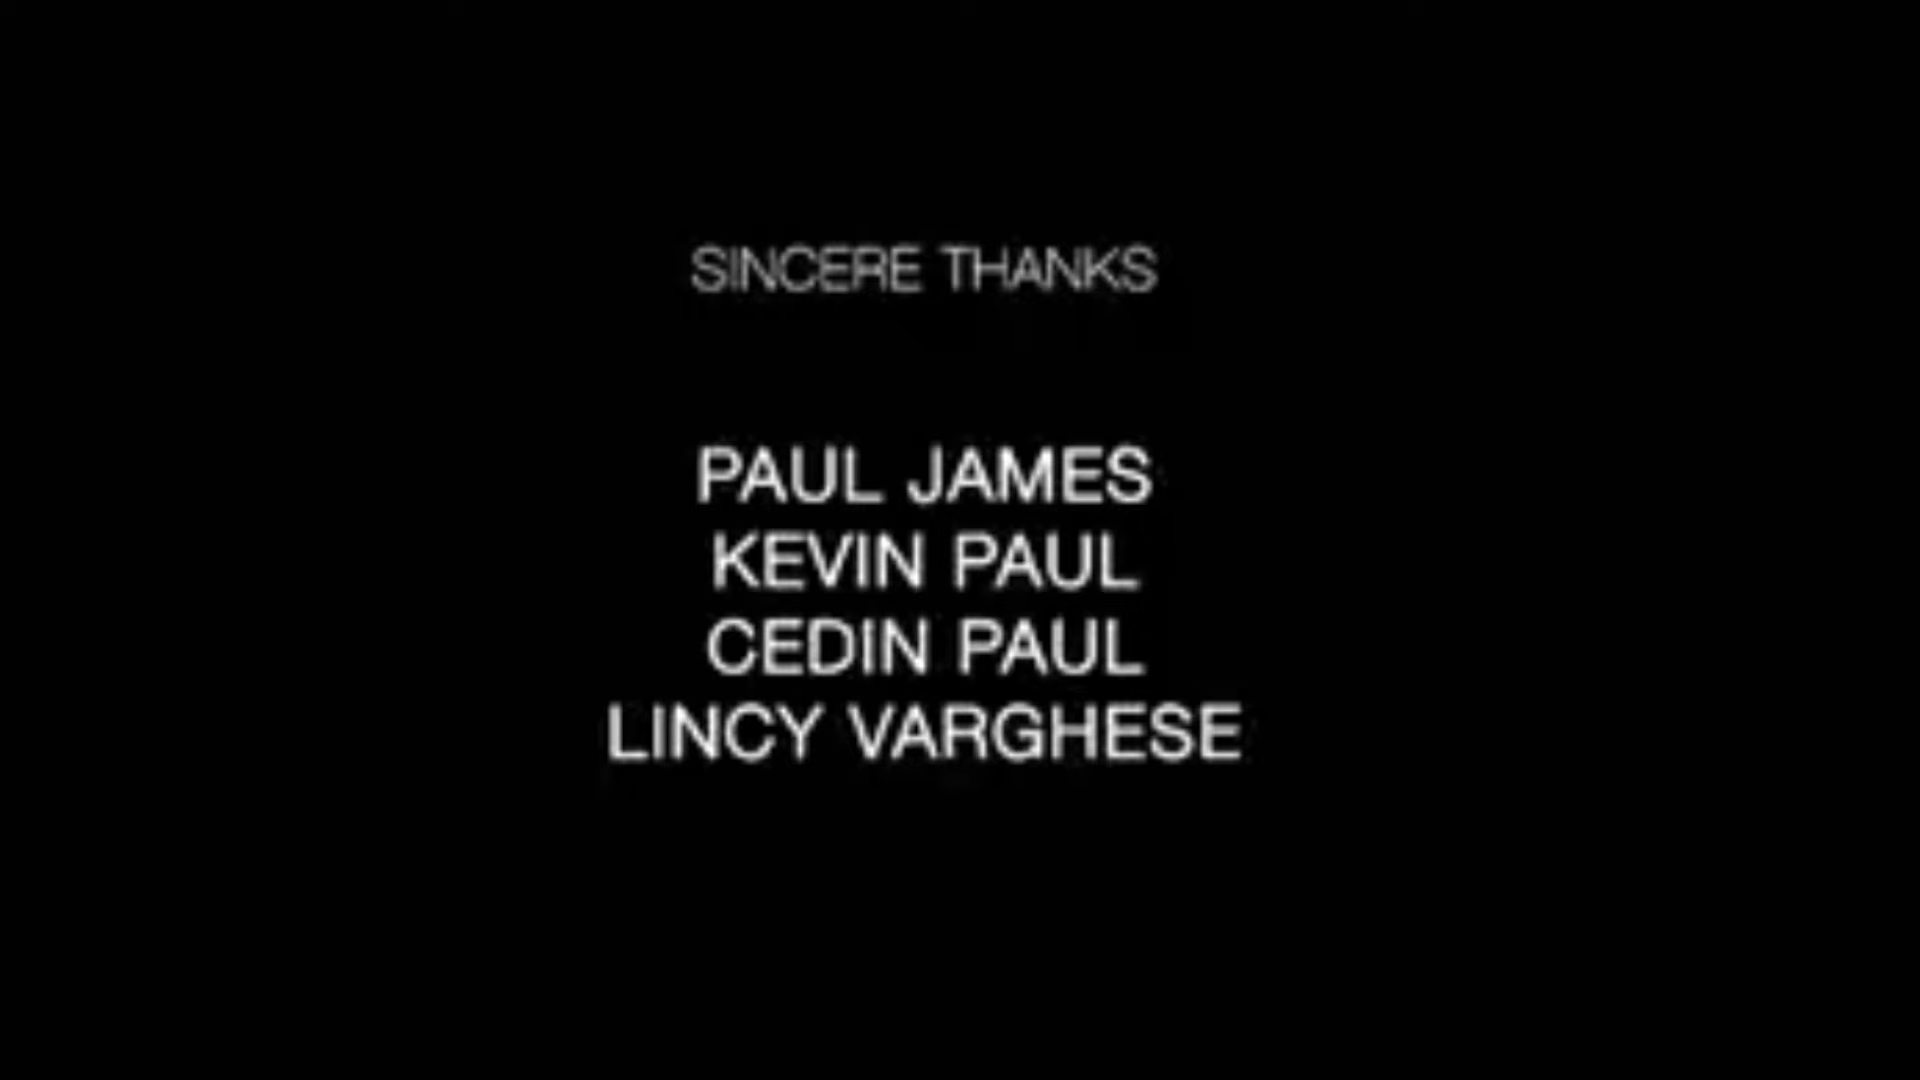 SINCERE THANKS
PAUL JAMES
KEVIN PAUL
CEDIN PAUL
LINCY VARGHESE